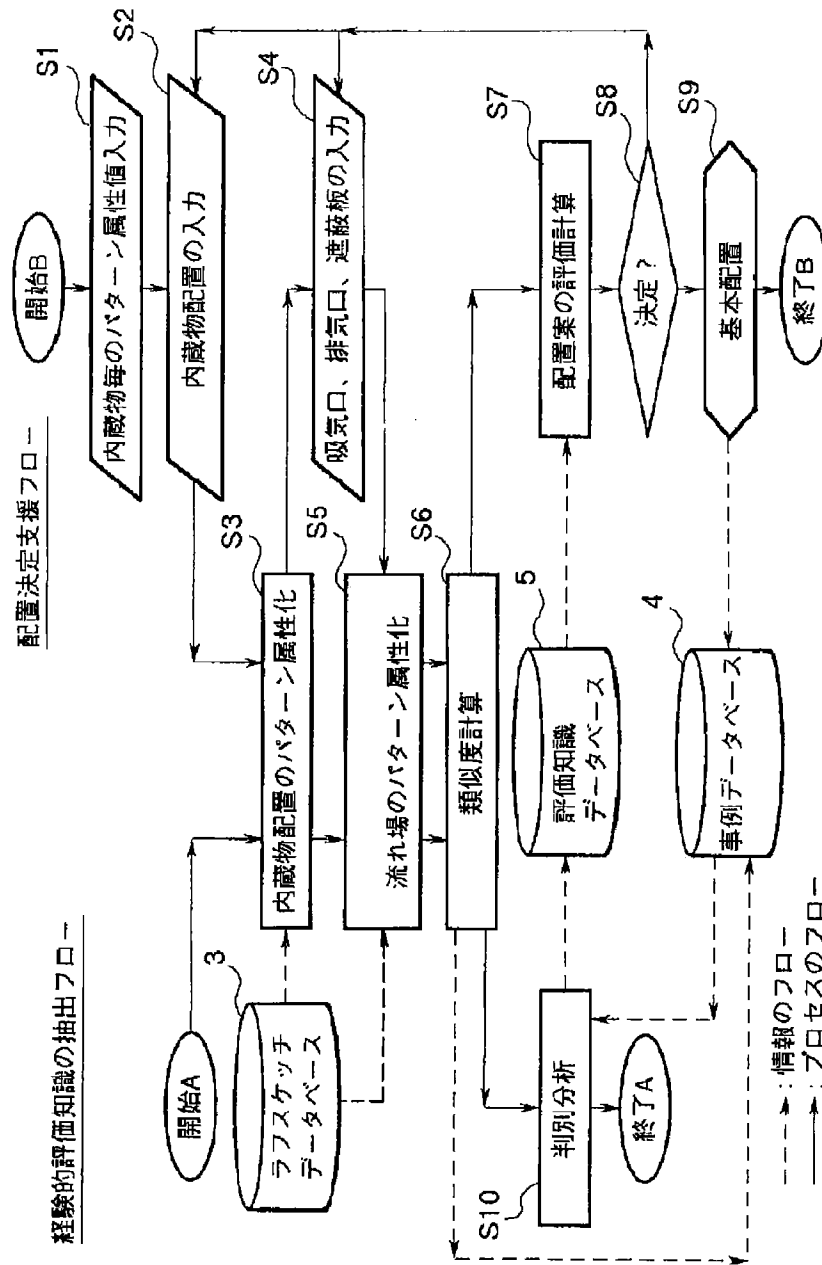 経験的評価知識の抽出フロー
配置決定支援フロー
開始A
開始B
S1
内蔵物毎のパターン属性値入力
S2
内蔵物配置の入力
3
ラフスケッチ
データベース
S3
内蔵物配置のパターン属性化
S4
吸気口、排気口、遮蔽板の入力
S5
流れ場のパターン属性化
S6
類似度計算
S7
配置案の評価計算
5
評価知識
データベース
S10
判別分析
S8
決定？
終了A
4
事例データベース
S9
基本配置
終了B
：情報のフロー
：プロセスのフロー